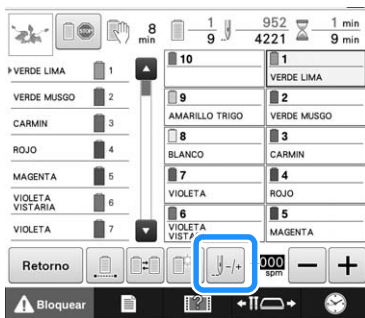 8 min
1 9
952 4221
1 min 9 min
VERDE LIMA 1
VERDE MUSGO 2
CARMIN 3
ROJO 4
MAGENTA 5
VIOLETA VISTARIA 6
VIOLETA 7
10
1 VERDE LIMA
9 AMARILLO TRIGO
2 VERDE MUSGO
8 BLANCO
3 CARMIN
7 VIOLETA
4 ROJO
6 VIOLETA
5 MAGENTA
Retorno
-/+
spm
Bloquear